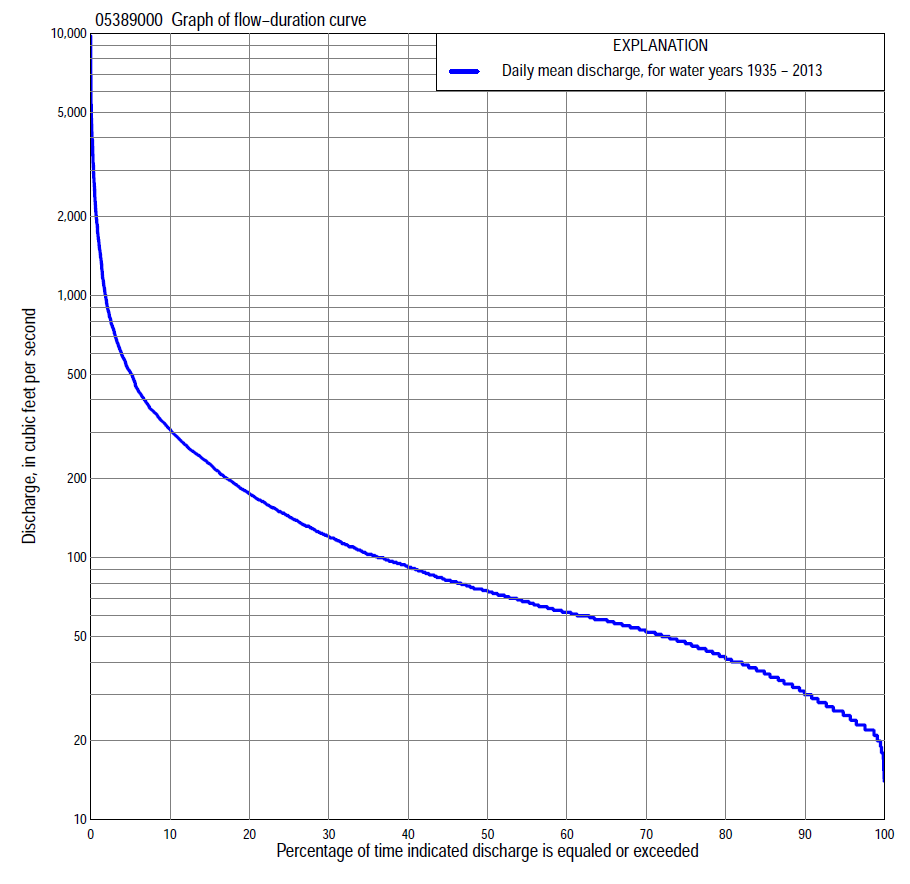 05389000 Graph of flow−duration curve
EXPLANATION
Daily mean discharge, for water years 1935 − 2013
10,000
5,000
2,000
1,000
500
200
100
50
20
10
Discharge, in cubic feet per second
0 10 20 30 40 50 60 70 80 90 100
Percentage of time indicated discharge is equaled or exceeded